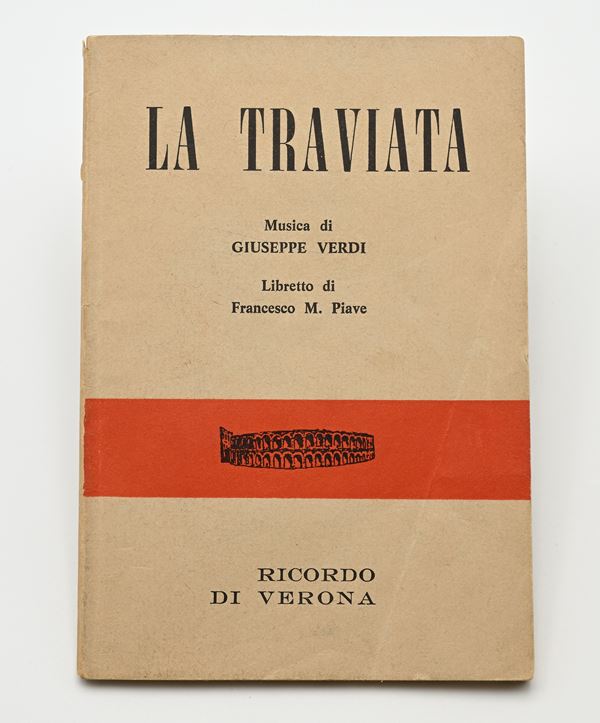 LA TRAVIATA
Musica di
GIUSEPPE VERDI
Libretto di
Francesco M. Piave
RICORDO
DI VERONA